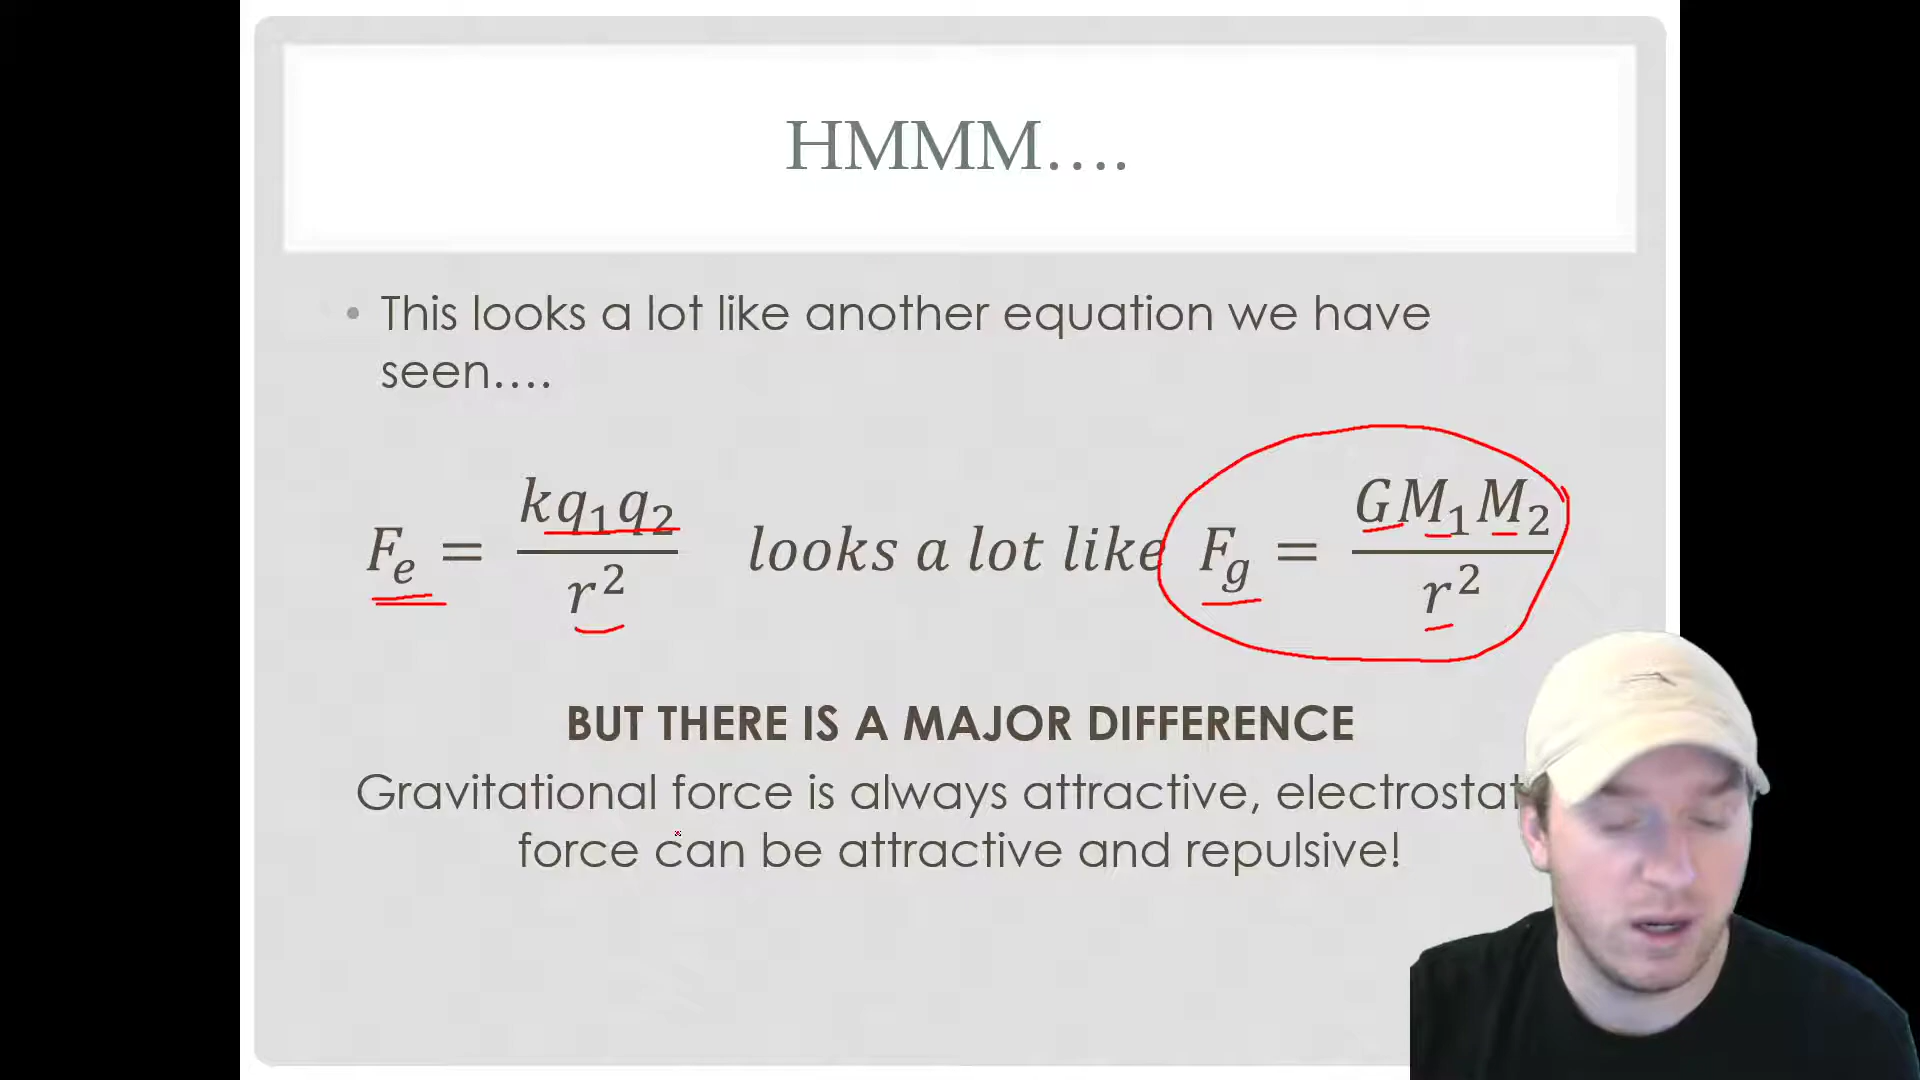 HMMM....
• This looks a lot like another equation we have
seen....
F_e = kq_1q_2 / r^2 looks a lot like F_g = GM_1M_2 / r^2
BUT THERE IS A MAJOR DIFFERENCE
Gravitational force is always attractive, electrostat
force can be attractive and repulsive!